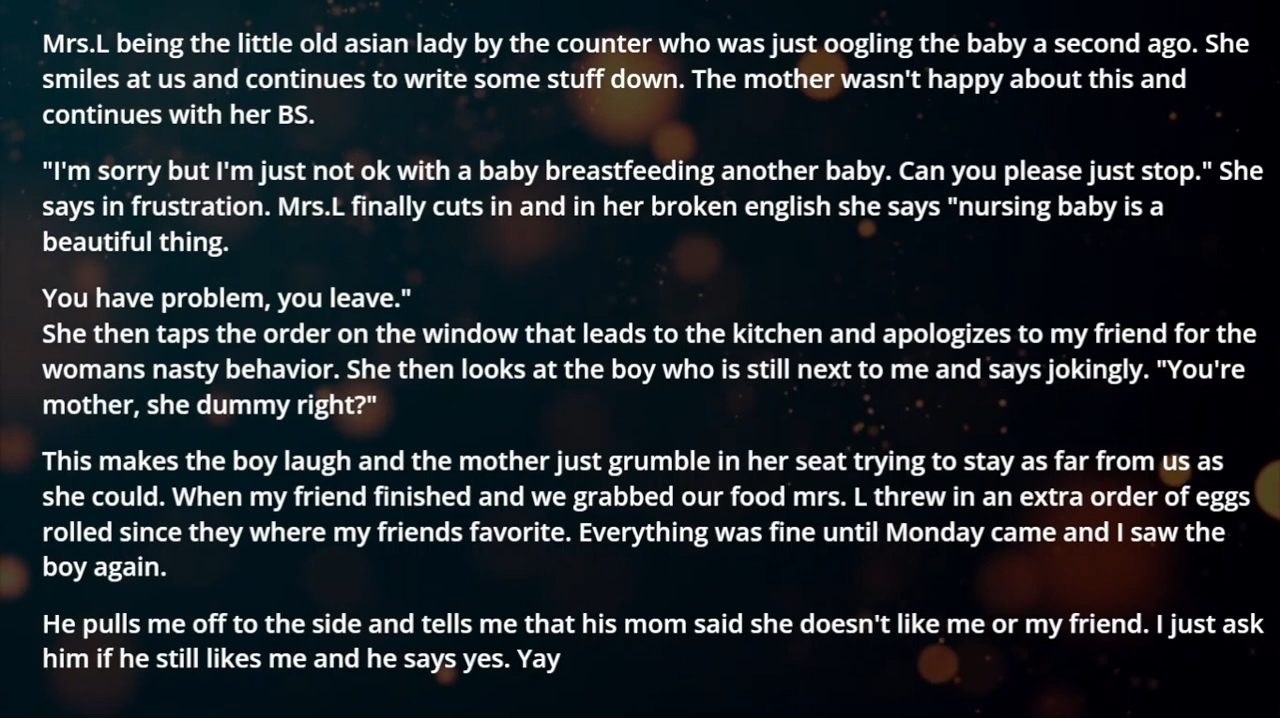 Mrs.L being the little old asian lady by the counter who was just oogling the baby a second ago. She
smiles at us and continues to write some stuff down. The mother wasn't happy about this and
continues with her BS.
"I'm sorry but I'm just not ok with a baby breastfeeding another baby. Can you please just stop." She
says in frustration. Mrs.L finally cuts in and in her broken english she says "nursing baby is a
beautiful thing.
You have problem, you leave."
She then taps the order on the window that leads to the kitchen and apologizes to my friend for the
womans nasty behavior. She then looks at the boy who is still next to me and says jokingly. "You're
mother, she dummy right?"
This makes the boy laugh and the mother just grumble in her seat trying to stay as far from us as
she could. When my friend finished and we grabbed our food mrs. L threw in an extra order of eggs
rolled since they where my friends favorite. Everything was fine until Monday came and I saw the
boy again.
He pulls me off to the side and tells me that his mom said she doesn't like me or my friend. I just ask
him if he still likes me and he says yes. Yay